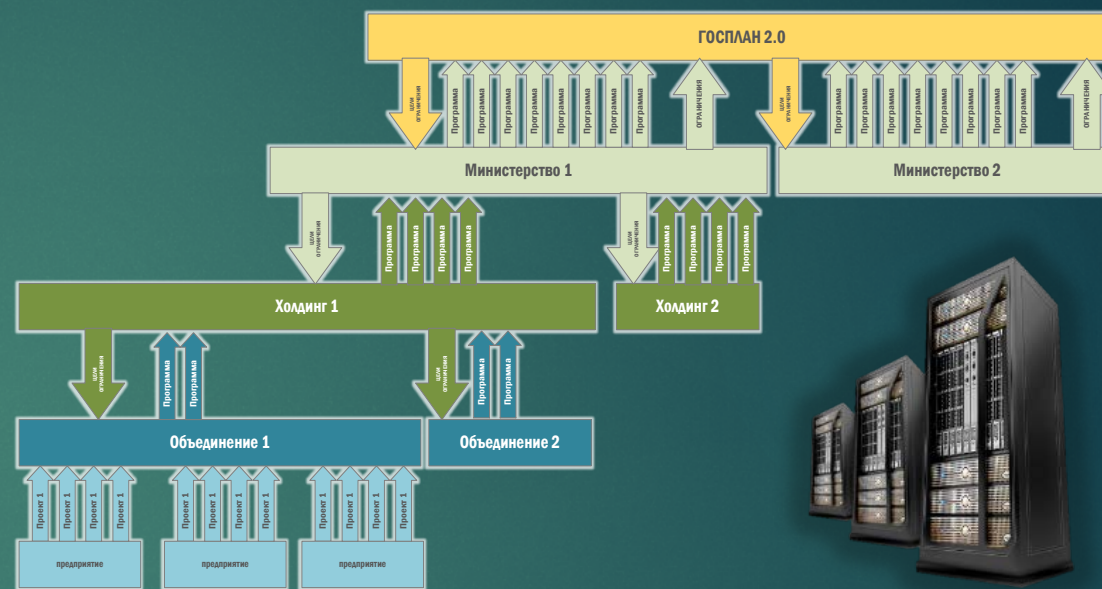 ГОСПЛАН 2.0
ЦЕЛИ
ОГРАНИЧЕНИЯ
Программа
Программа
Программа
Программа
Программа
Программа
Программа
Программа
ОГРАНИЧЕНИЯ
ЦЕЛИ
ОГРАНИЧЕНИЯ
Программа
Программа
Программа
Программа
Программа
Программа
Программа
Программа
ОГРАНИЧЕНИЯ
Министерство 1
Министерство 2
ЦЕЛИ
ОГРАНИЧЕНИЯ
Программа
Программа
Программа
Программа
ЦЕЛИ
ОГРАНИЧЕНИЯ
Программа
Программа
Программа
Программа
Холдинг 1
Холдинг 2
ЦЕЛИ
ОГРАНИЧЕНИЯ
Программа
Программа
ЦЕЛИ
ОГРАНИЧЕНИЯ
Программа
Программа
Объединение 1
Объединение 2
Проект 1
Проект 1
Проект 1
Проект 1
Проект 1
Проект 1
Проект 1
Проект 1
Проект 1
Проект 1
Проект 1
Проект 1
предприятие
предприятие
предприятие